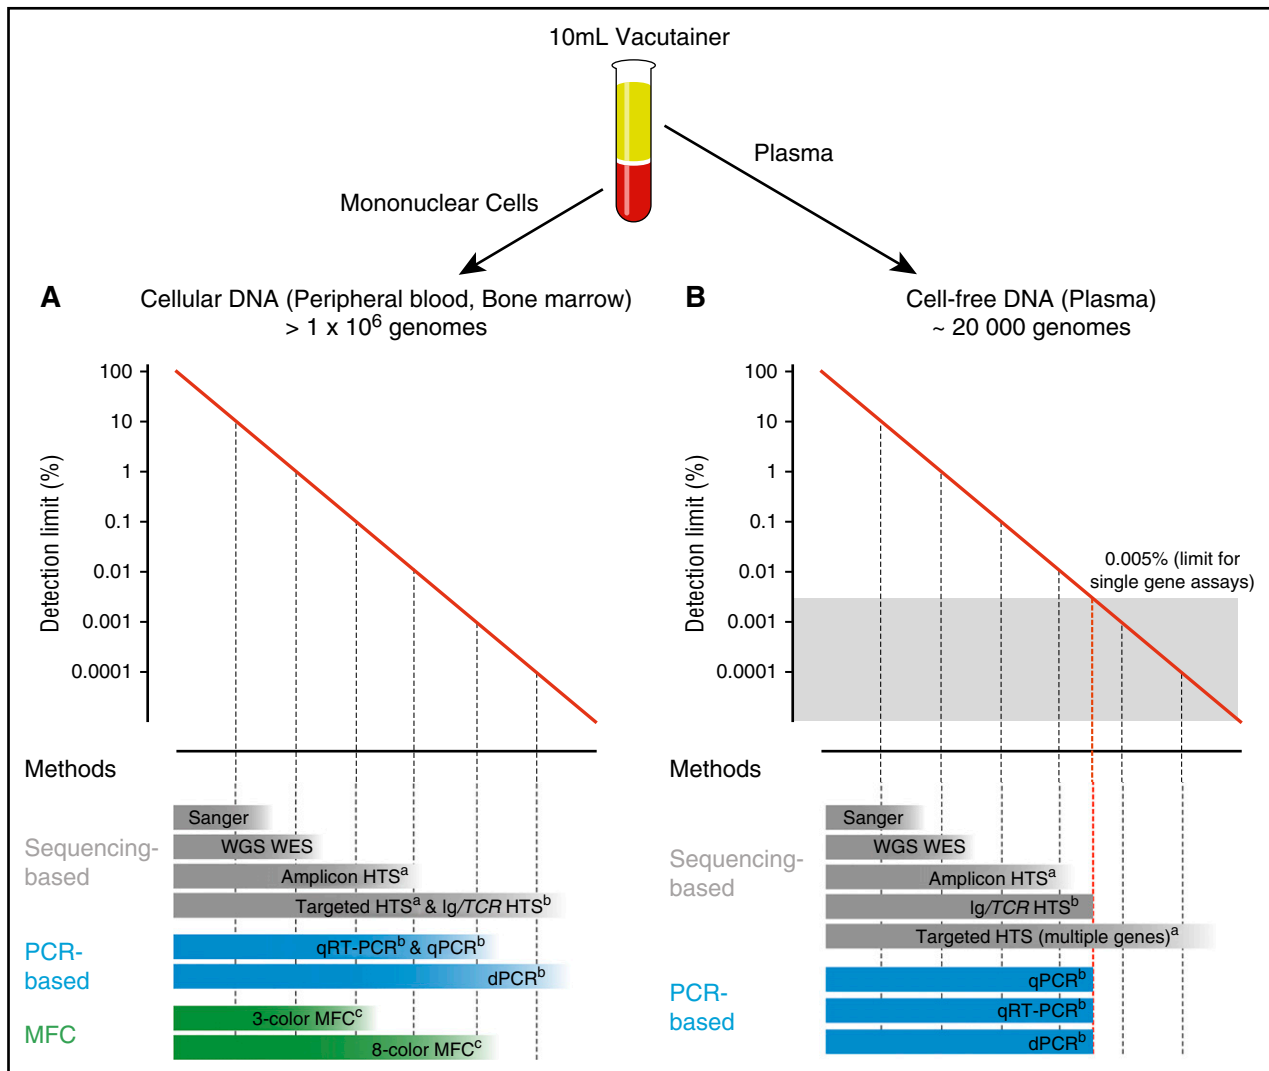 10mL Vacutainer
Plasma
Mononuclear Cells
A
Cellular DNA (Peripheral blood, Bone marrow)
> 1 x 10⁶ genomes
Detection limit (%)
100
10
1
0.1
0.01
0.001
0.0001
Methods
Sequencing-
based
Sanger
WGS WES
Amplicon HTSᵃ
Targeted HTSᵃ & Ig/TCR HTSᵇ
PCR-
based
qRT-PCRᵇ & qPCRᵇ
dPCRᵇ
MFC
3-color MFCᶜ
8-color MFCᶜ
B
Cell-free DNA (Plasma)
~ 20 000 genomes
Detection limit (%)
100
10
1
0.1
0.01
0.001
0.0001
0.005% (limit for
single gene assays)
Methods
Sequencing-
based
Sanger
WGS WES
Amplicon HTSᵃ
Ig/TCR HTSᵇ
Targeted HTS (multiple genes)ᵃ
PCR-
based
qPCRᵇ
qRT-PCRᵇ
dPCRᵇ